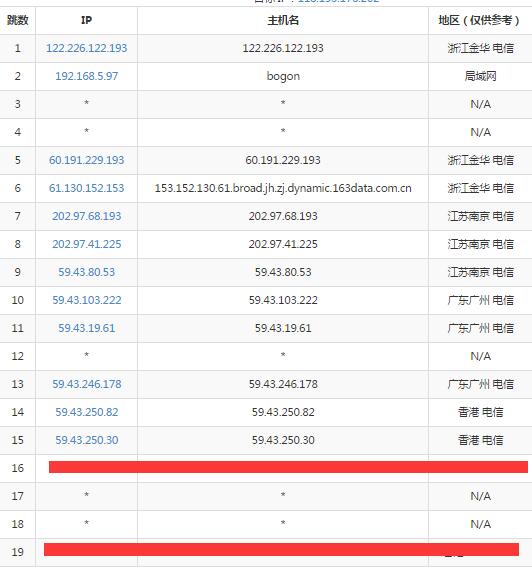 跳数 IP 主机名 地区（仅供参考）
1 122.226.122.193 122.226.122.193 浙江金华 电信
2 192.168.5.97 bogon 局域网
3 * * N/A
4 * * N/A
5 60.191.229.193 60.191.229.193 浙江金华 电信
6 61.130.152.153 153.152.130.61.broad.jh.zj.dynamic.163data.com.cn 浙江金华 电信
7 202.97.68.193 202.97.68.193 江苏南京 电信
8 202.97.41.225 202.97.41.225 江苏南京 电信
9 59.43.80.53 59.43.80.53 江苏南京 电信
10 59.43.103.222 59.43.103.222 广东广州 电信
11 59.43.19.61 59.43.19.61 广东广州 电信
12 * * N/A
13 59.43.246.178 59.43.246.178 广东广州 电信
14 59.43.250.82 59.43.250.82 香港 电信
15 59.43.250.30 59.43.250.30 香港 电信
16
17 * * N/A
18 * * N/A
19